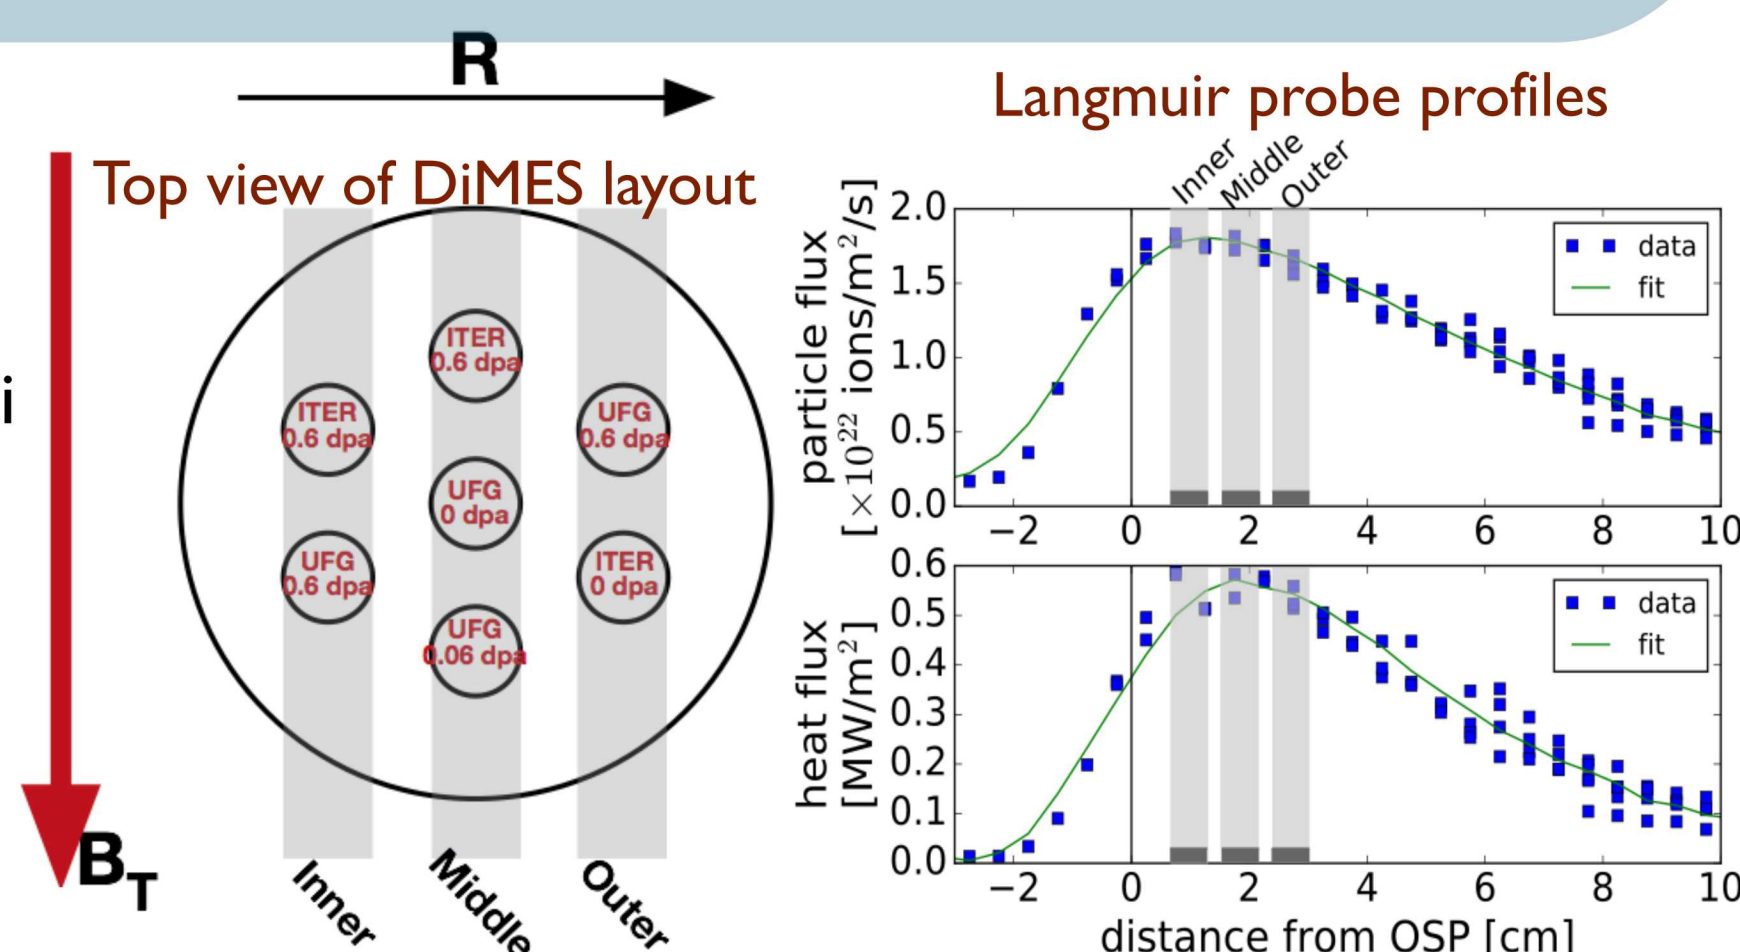 R
Top view of DiMES layout
i
ITER
0.6 dpa
ITER
0.6 dpa
UFG
0.6 dpa
UFG
0 dpa
UFG
0.6 dpa
ITER
0 dpa
UFG
0.06 dpa
B_T
Inner
Middle
Outer
Langmuir probe profiles
Inner
Middle
Outer
particle flux
[×10^22 ions/m^2/s]
2.0
1.5
1.0
0.5
0.0
data
fit
−2 0 2 4 6 8 10
heat flux
[MW/m^2]
0.6
0.5
0.4
0.3
0.2
0.1
0.0
data
fit
−2 0 2 4 6 8 10
distance from OSP [cm]